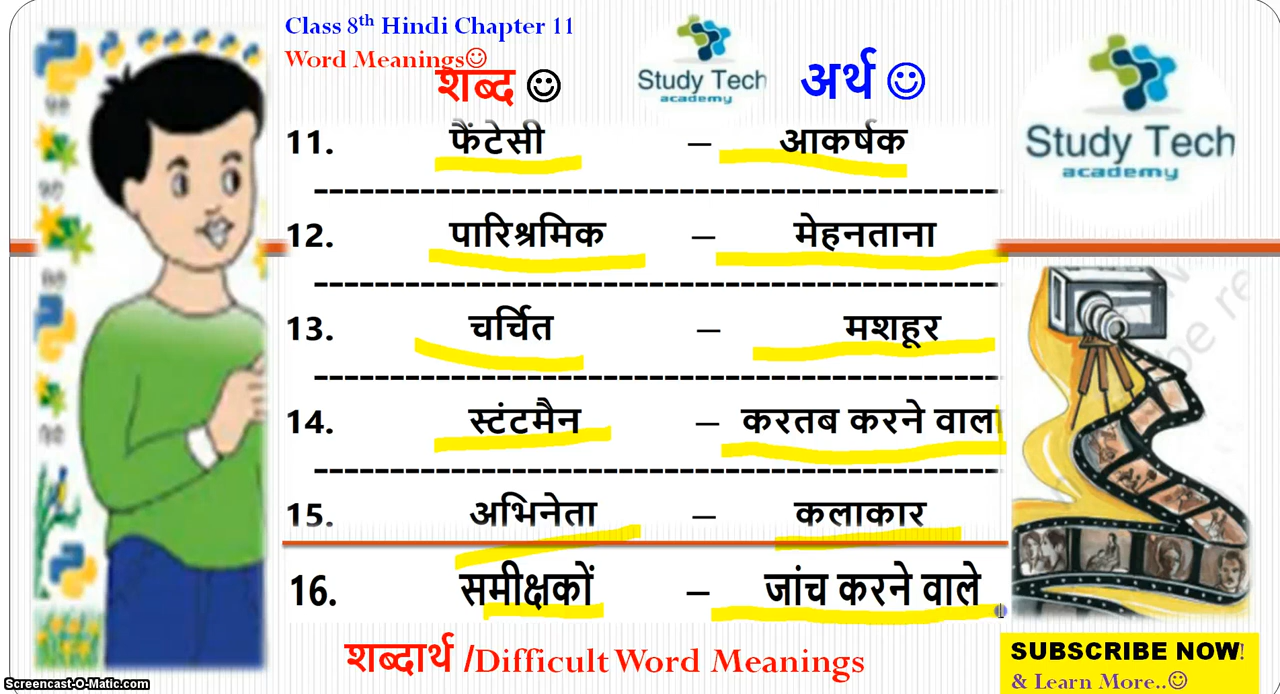 Class 8th Hindi Chapter 11
Word Meanings☺
शब्द ☺
Study Tech
academy
अर्थ ☺
Study Tech
academy
11. फैंटेसी – आकर्षक
12. पारिश्रमिक – मेहनताना
13. चर्चित – मशहूर
14. स्टंटमैन – करतब करने वाला
15. अभिनेता – कलाकार
16. समीक्षकों – जांच करने वाले
शब्दार्थ /Difficult Word Meanings
SUBSCRIBE NOW!
& Learn More..☺
Screencast-O-Matic.com